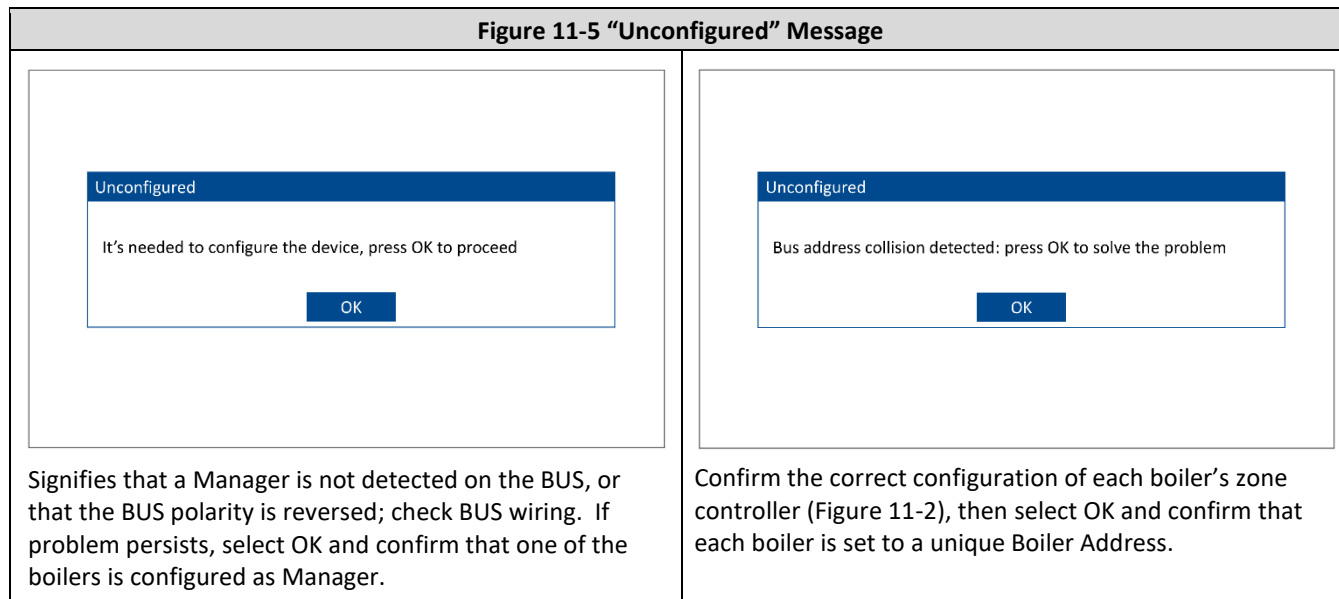 Figure 11-5 “Unconfigured” Message
Unconfigured
It’s needed to configure the device, press OK to proceed
OK
Signifies that a Manager is not detected on the BUS, or
that the BUS polarity is reversed; check BUS wiring.  If
problem persists, select OK and confirm that one of the
boilers is configured as Manager.
Unconfigured
Bus address collision detected: press OK to solve the problem
OK
Confirm the correct configuration of each boiler’s zone
controller (Figure 11-2), then select OK and confirm that
each boiler is set to a unique Boiler Address.